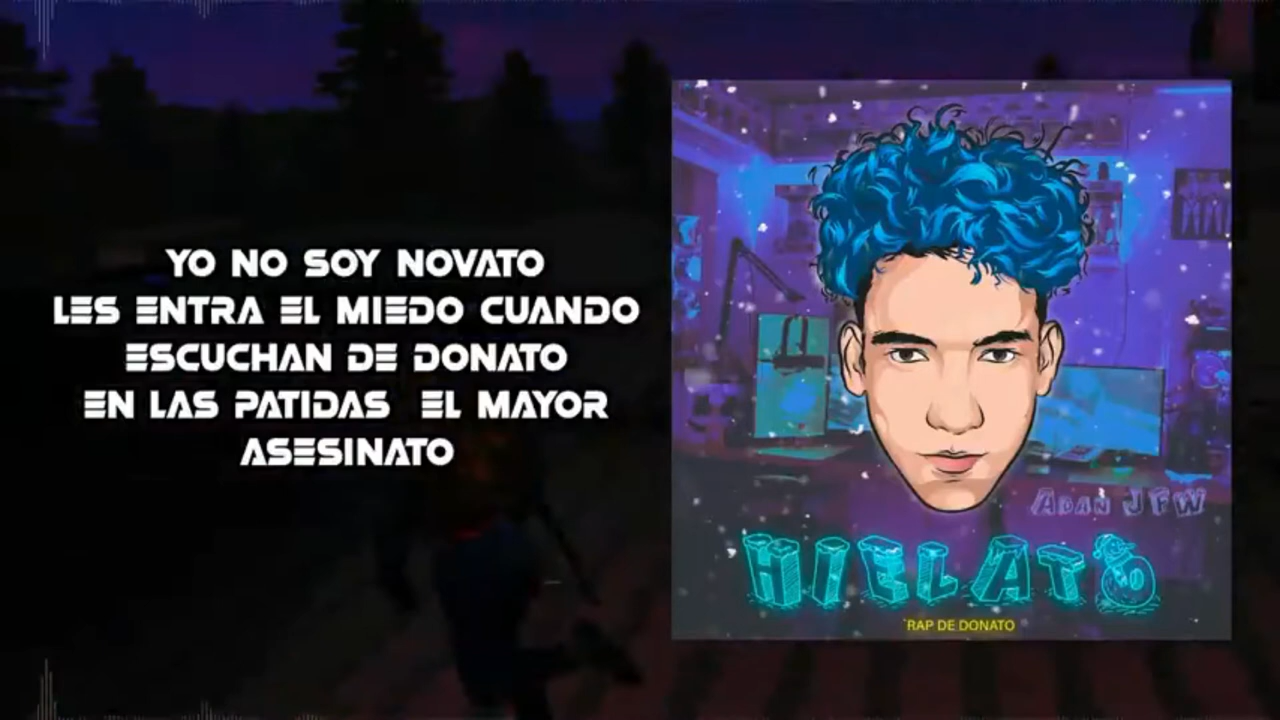 YO NO SOY NOVATO
LES ENTRA EL MIEDO CUANDO
ESCUCHAN DE DONATO
EN LAS PATIDAS EL MAYOR
ASESINATO
ADAN JFW
HIELATO
RAP DE DONATO